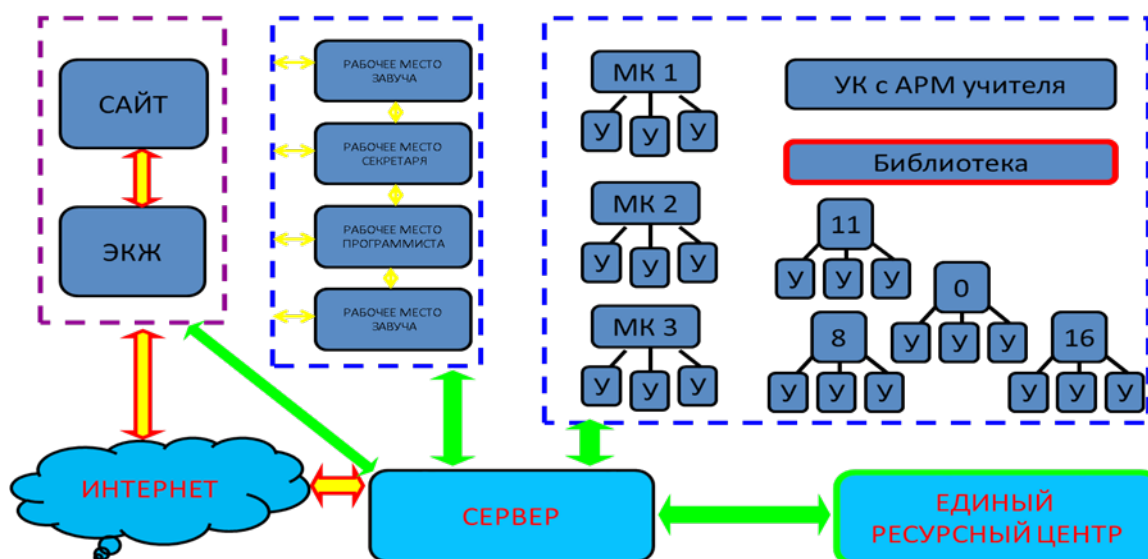 САЙТ
ЭКЖ
РАБОЧЕЕ МЕСТО
ЗАВУЧА
РАБОЧЕЕ МЕСТО
СЕКРЕТАРЯ
РАБОЧЕЕ МЕСТО
ПРОГРАММИСТА
РАБОЧЕЕ МЕСТО
ЗАВУЧА
МК 1
У У У
МК 2
У У У
МК 3
У У У
УК с АРМ учителя
Библиотека
11
У У У
0
У У У
8
У У У
16
У У У
ИНТЕРНЕТ
СЕРВЕР
ЕДИНЫЙ
РЕСУРСНЫЙ ЦЕНТР